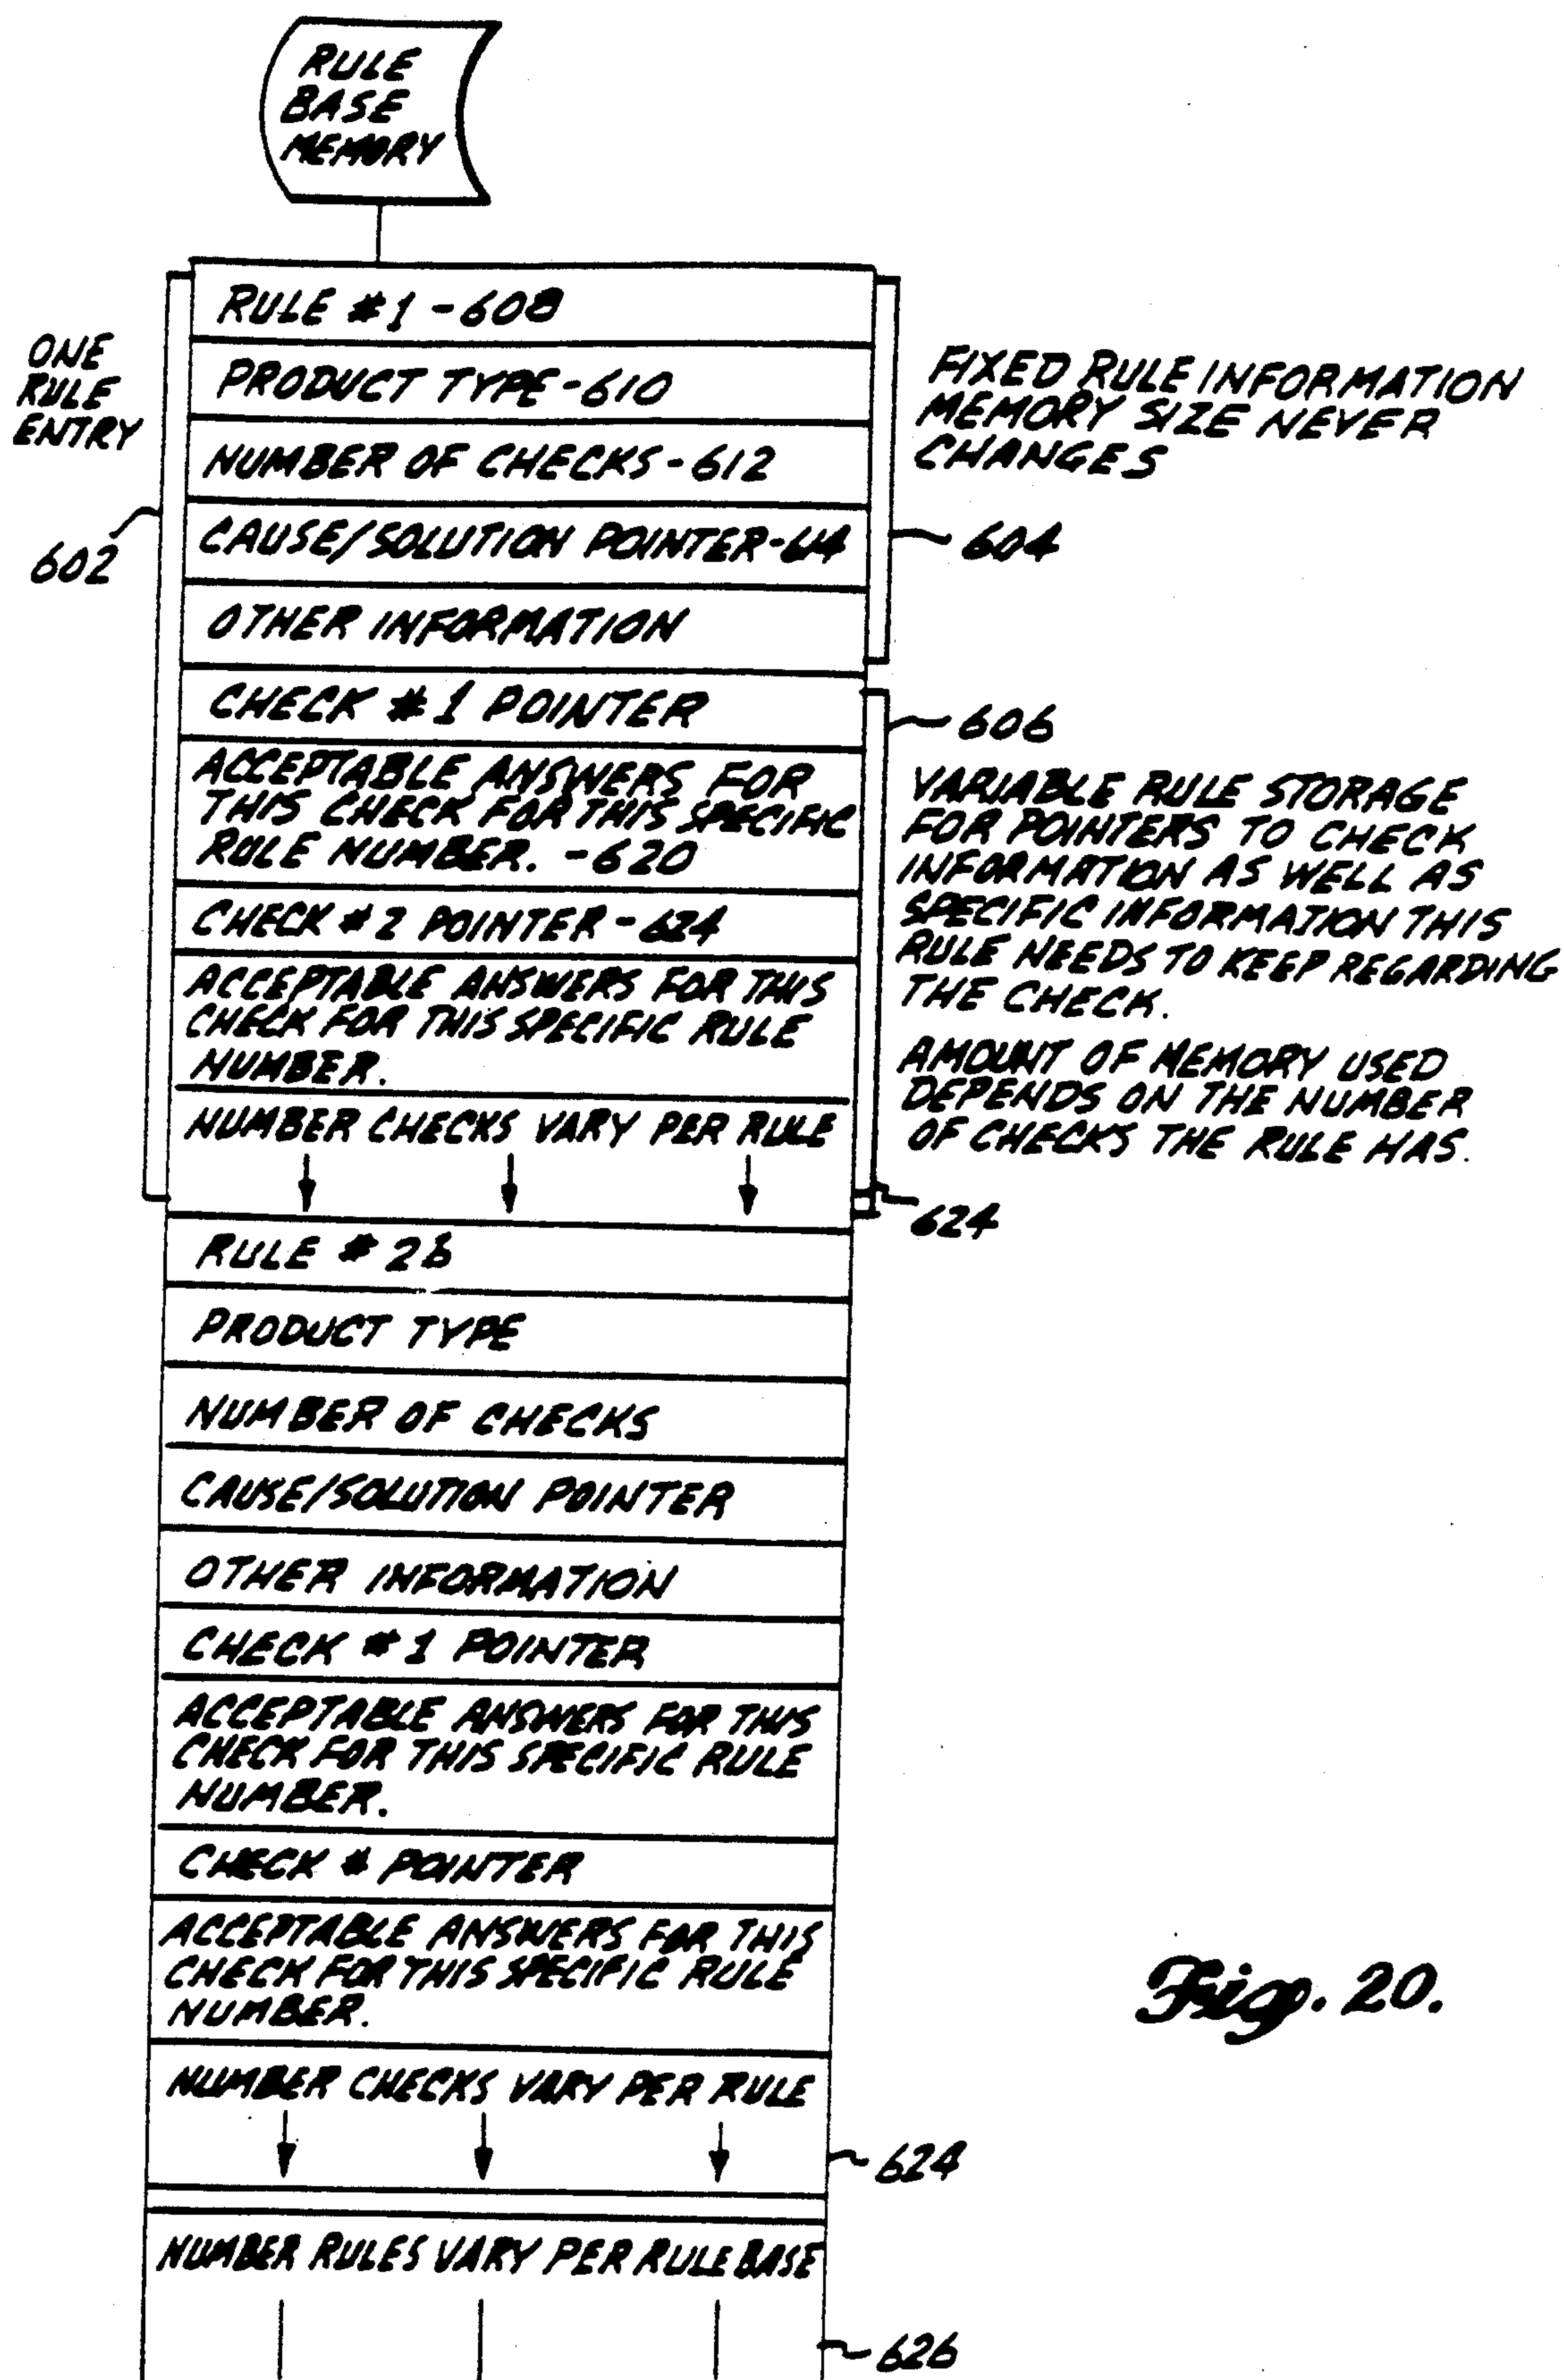 RULE
BASE
MEMORY
ONE
RULE
ENTRY
602
RULE #1 - 608
PRODUCT TYPE - 610
NUMBER OF CHECKS - 612
CAUSE/SOLUTION POINTER - 614
OTHER INFORMATION
FIXED RULE INFORMATION
MEMORY SIZE NEVER
CHANGES
604
CHECK #1 POINTER
ACCEPTABLE ANSWERS FOR
THIS CHECK FOR THIS SPECIFIC
RULE NUMBER. - 620
CHECK #2 POINTER - 624
ACCEPTABLE ANSWERS FOR THIS
CHECK FOR THIS SPECIFIC RULE
NUMBER.
NUMBER CHECKS VARY PER RULE
606
VARIABLE RULE STORAGE
FOR POINTERS TO CHECK
INFORMATION AS WELL AS
SPECIFIC INFORMATION THIS
RULE NEEDS TO KEEP REGARDING
THE CHECK.
AMOUNT OF MEMORY USED
DEPENDS ON THE NUMBER
OF CHECKS THE RULE HAS.
624
RULE # 26
PRODUCT TYPE
NUMBER OF CHECKS
CAUSE/SOLUTION POINTER
OTHER INFORMATION
CHECK #1 POINTER
ACCEPTABLE ANSWERS FOR THIS
CHECK FOR THIS SPECIFIC RULE
NUMBER.
CHECK # POINTER
ACCEPTABLE ANSWERS FOR THIS
CHECK FOR THIS SPECIFIC RULE
NUMBER.
NUMBER CHECKS VARY PER RULE
624
NUMBER RULES VARY PER RULE BASE
626
Fig. 20.